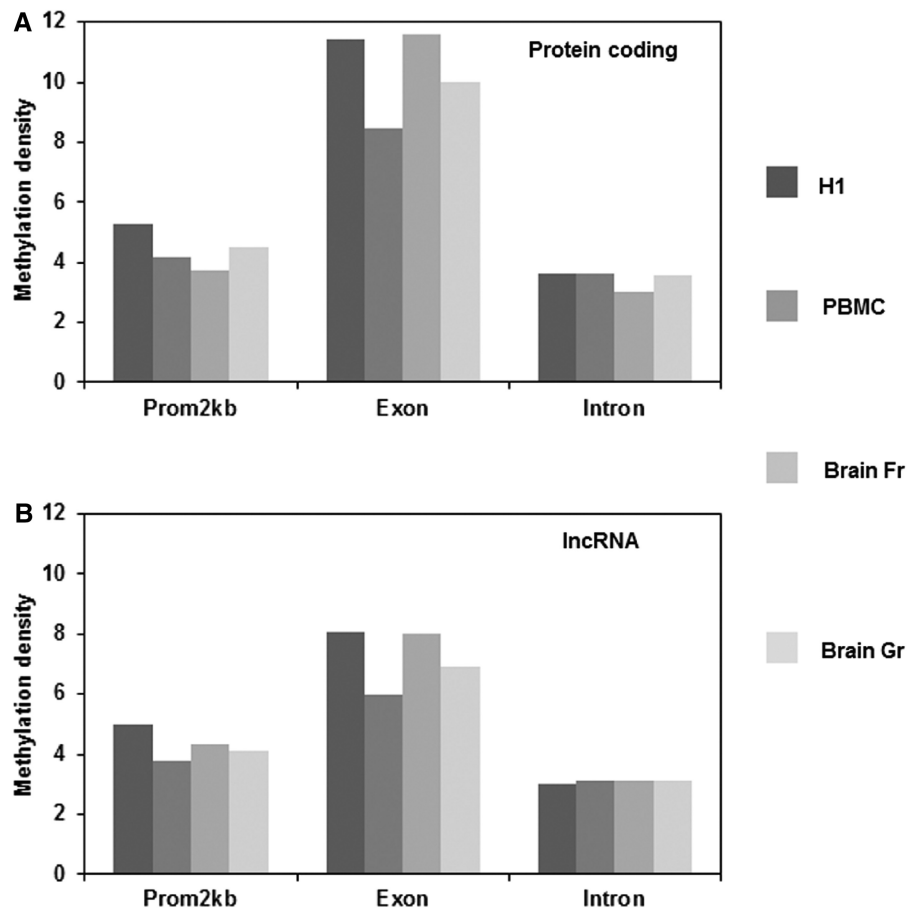 A
Protein coding
Methylation density
12
10
8
6
4
2
0
Prom2kb Exon Intron
H1
PBMC
Brain Fr
Brain Gr
B
lncRNA
Methylation density
12
10
8
6
4
2
0
Prom2kb Exon Intron